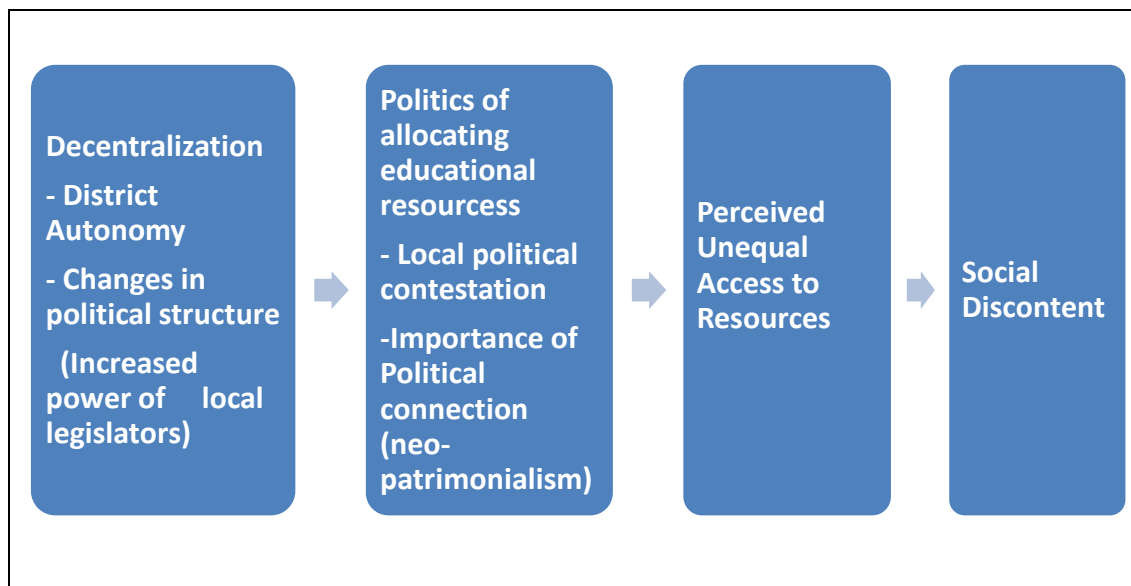 Decentralization
- District
Autonomy
- Changes in
political structure
(Increased
power of local
legislators)
Politics of
allocating
educational
resourcess
- Local political
contestation
-Importance of
Political
connection
(neo-
patrimonialism)
Perceived
Unequal
Access to
Resources
Social
Discontent